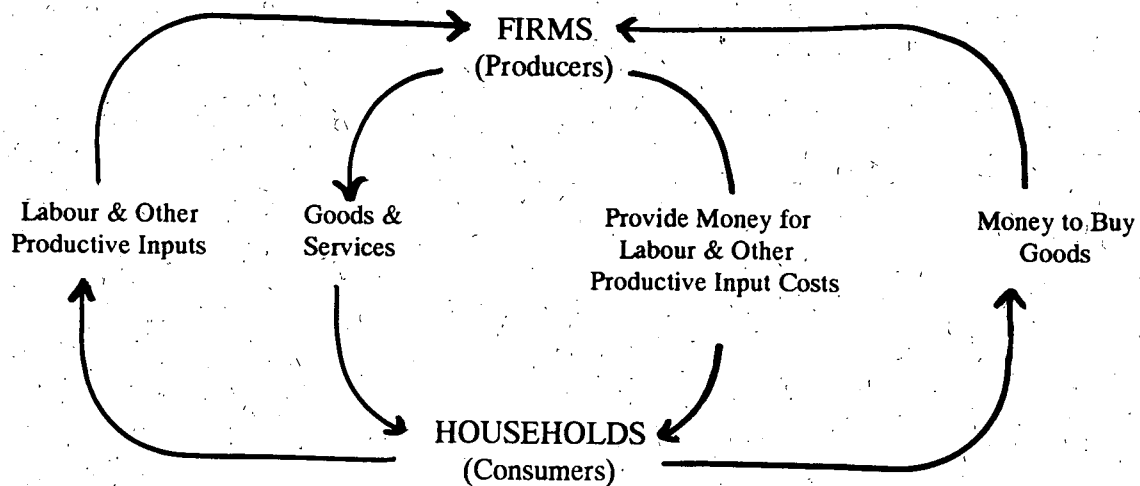 FIRMS
(Producers)
Labour & Other
Productive Inputs
Goods &
Services
Provide Money for
Labour & Other
Productive Input Costs
Money to Buy
Goods
HOUSEHOLDS
(Consumers)